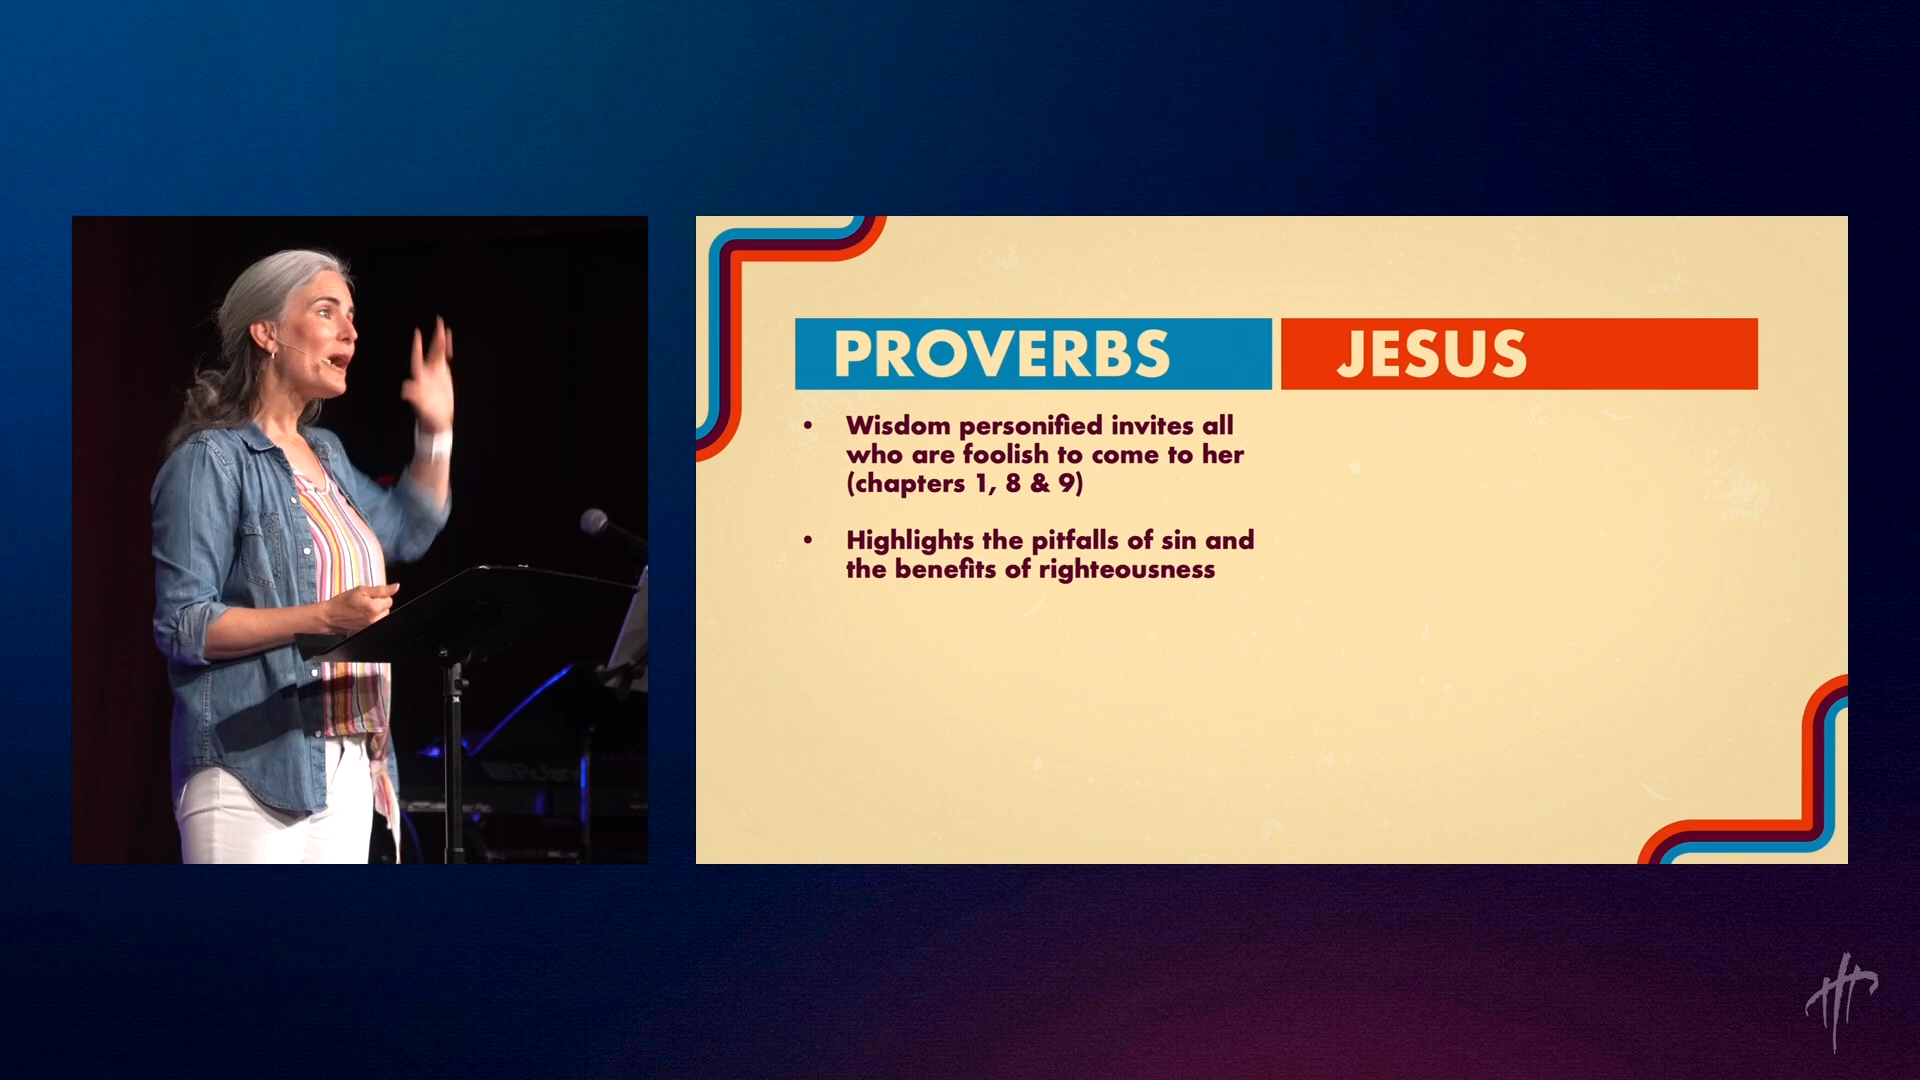 PROVERBS
JESUS
• Wisdom personified invites all
who are foolish to come to her
(chapters 1, 8 & 9)
• Highlights the pitfalls of sin and
the benefits of righteousness
Roland